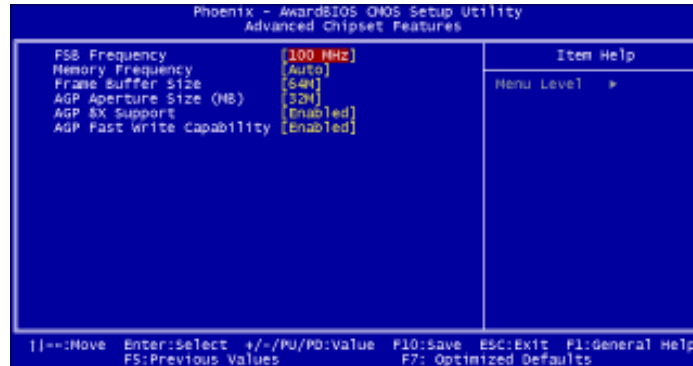 Phoenix - AwardBIOS CMOS Setup Utility
Advanced Chipset Features
FSB Frequency [100 MHz]
Memory Frequency [Auto]
Frame Buffer Size [64M]
AGP Aperture Size (MB) [32M]
AGP 8X Support [Enabled]
AGP Fast Write Capability [Enabled]
Item Help
Menu Level ►
↑↓←→:Move Enter:Select +/-/PU/PD:Value F10:Save ESC:Exit F1:General Help
F5:Previous Values F7: Optimized Defaults